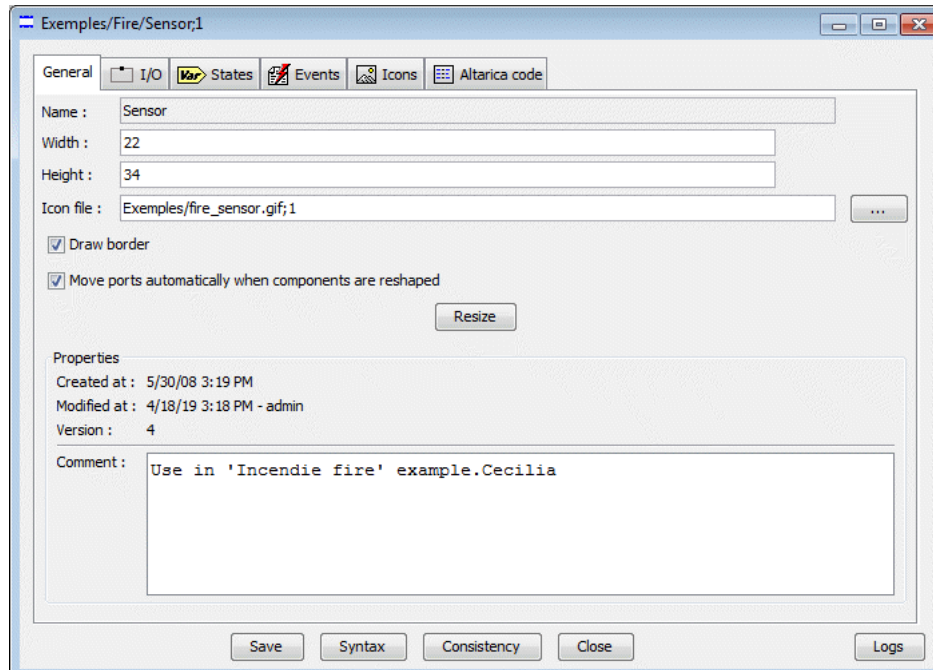 Exemples/Fire/Sensor;1
General I/O Var States Events Icons Altarica code
Name : Sensor
Width : 22
Height : 34
Icon file : Exemples/fire_sensor.gif;1 ...
Draw border
Move ports automatically when components are reshaped
Resize
Properties
Created at : 5/30/08 3:19 PM
Modified at : 4/18/19 3:18 PM - admin
Version : 4
Comment : Use in 'Incendie fire' example.Cecilia
Save Syntax Consistency Close Logs